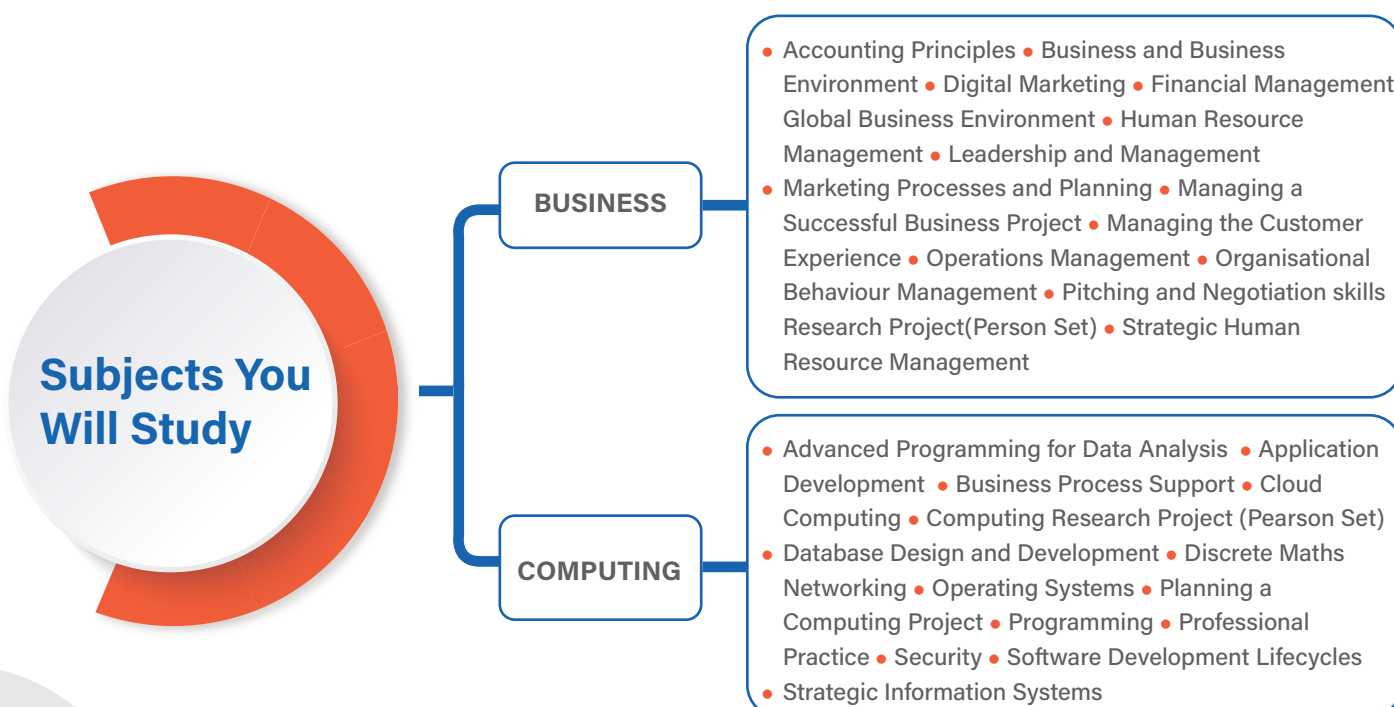 Subjects You
Will Study
BUSINESS
• Accounting Principles • Business and Business
Environment • Digital Marketing • Financial Management
Global Business Environment • Human Resource
Management • Leadership and Management
• Marketing Processes and Planning • Managing a
Successful Business Project • Managing the Customer
Experience • Operations Management • Organisational
Behaviour Management • Pitching and Negotiation skills
Research Project(Person Set) • Strategic Human
Resource Management
COMPUTING
• Advanced Programming for Data Analysis • Application
Development • Business Process Support • Cloud
Computing • Computing Research Project (Pearson Set)
• Database Design and Development • Discrete Maths
Networking • Operating Systems • Planning a
Computing Project • Programming • Professional
Practice • Security • Software Development Lifecycles
• Strategic Information Systems